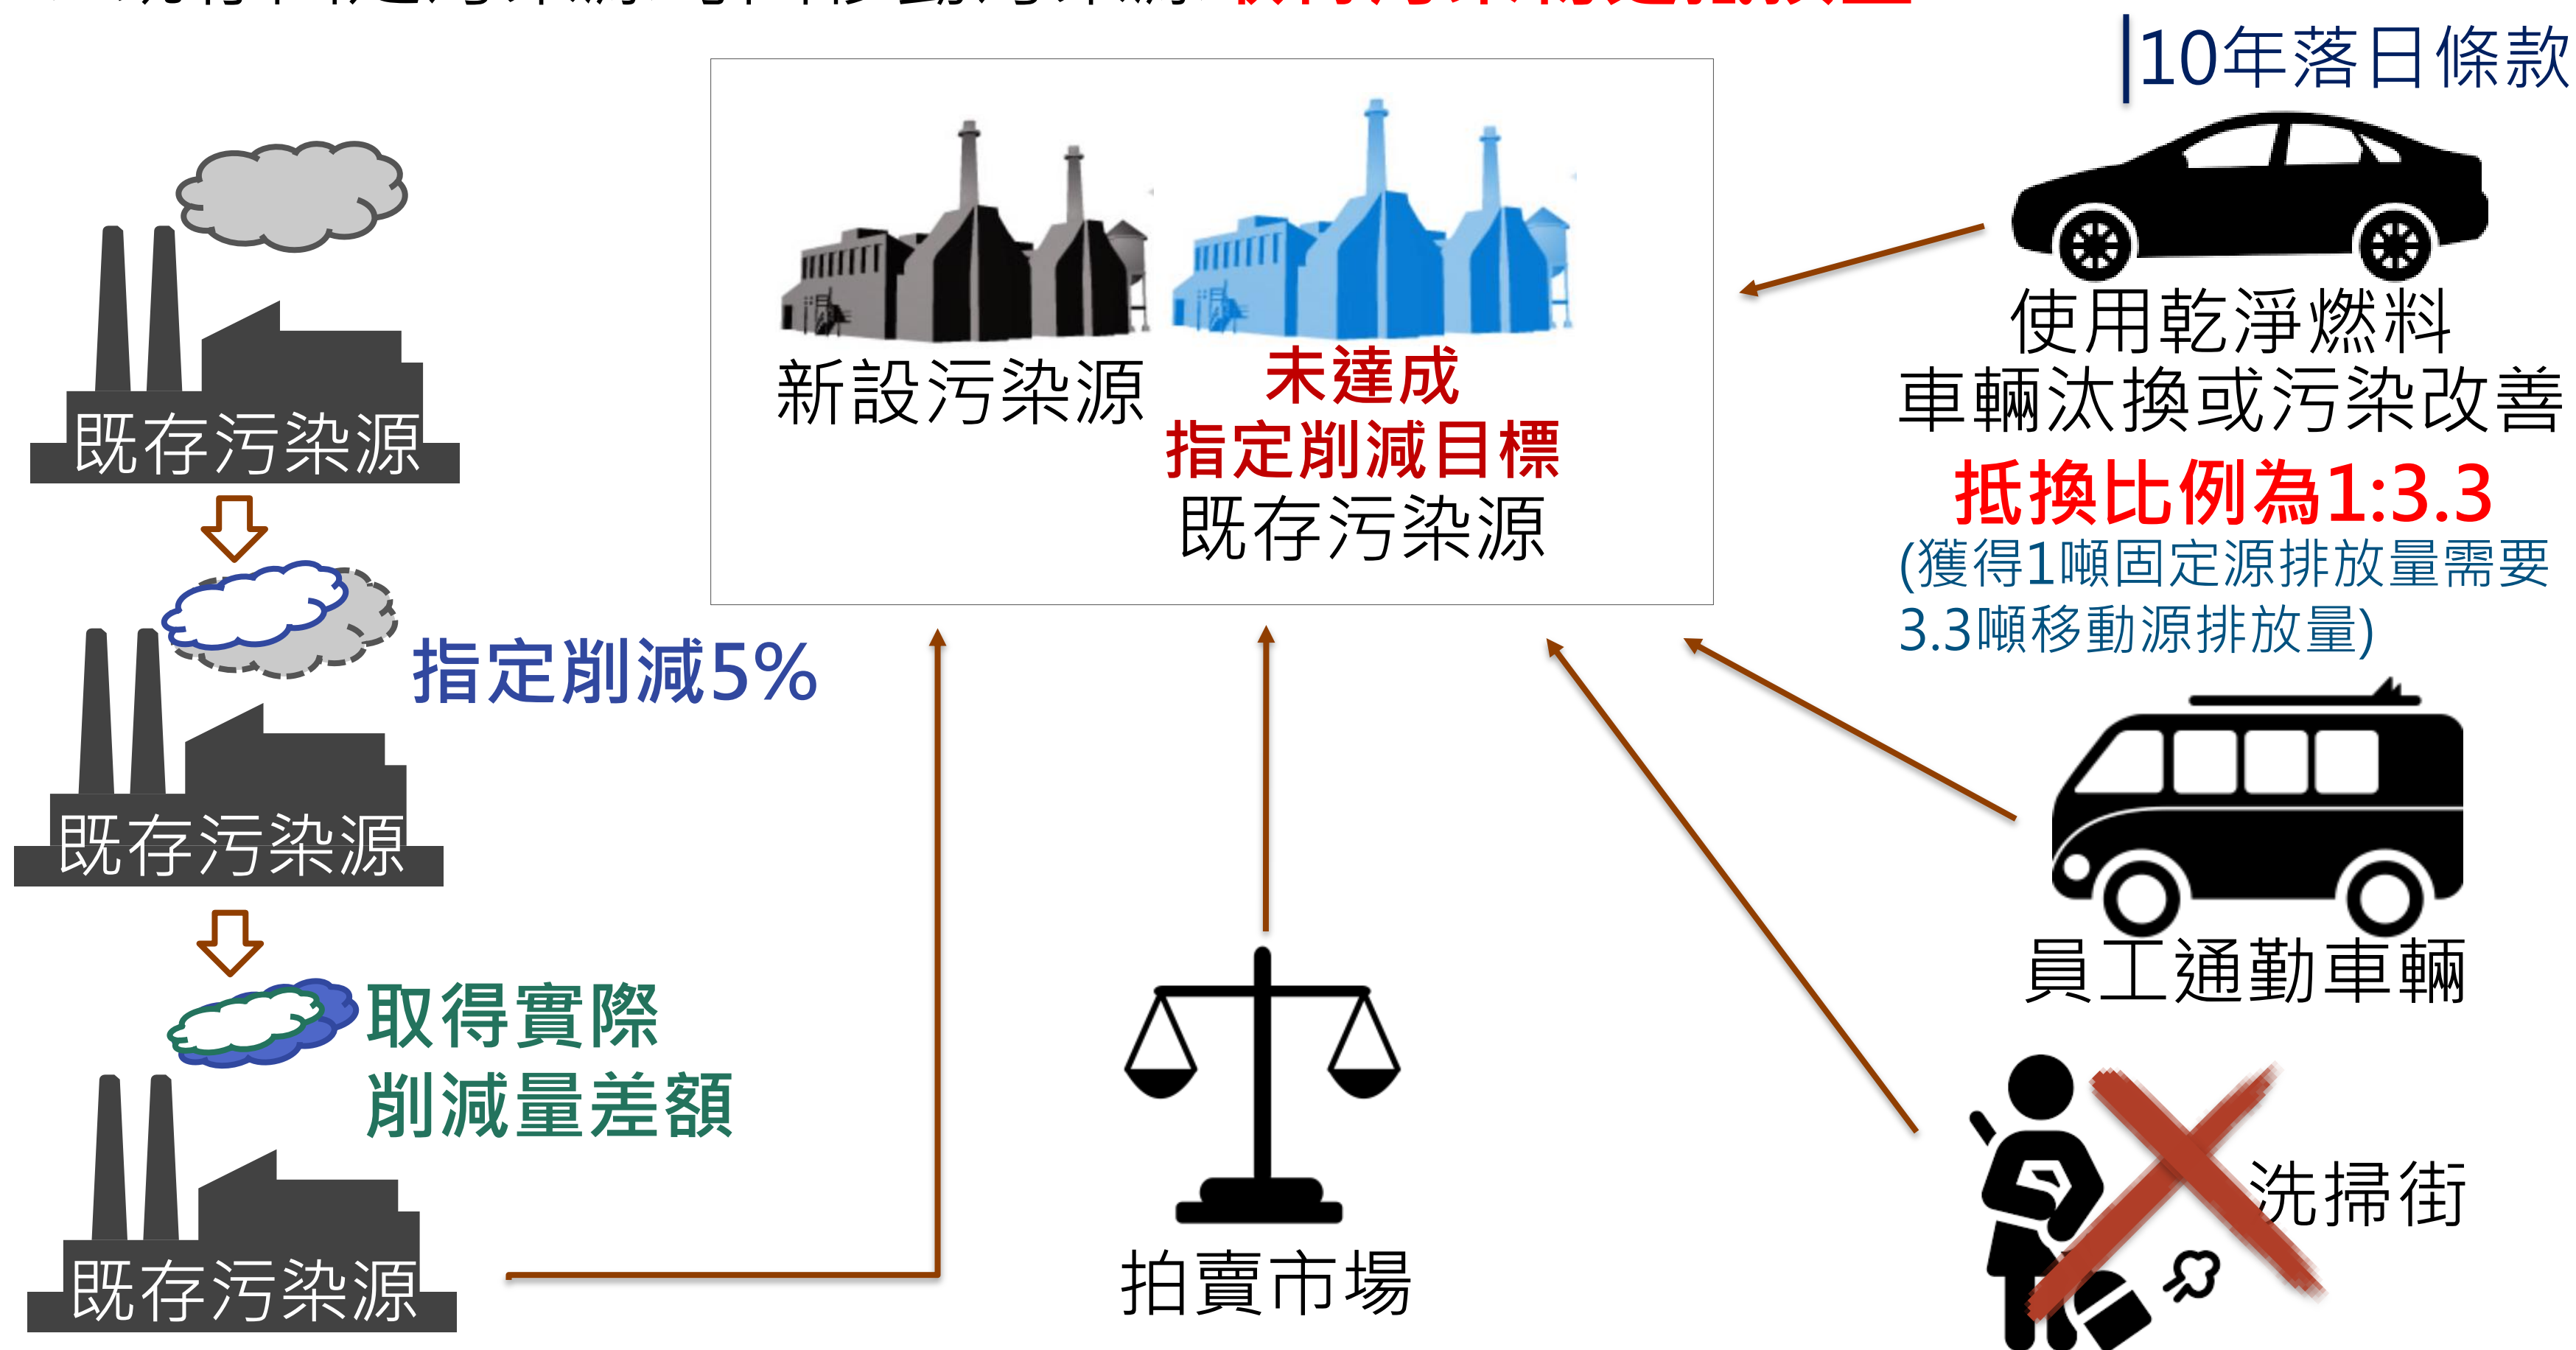 10年落日條款
既存污染源
指定削減5%
既存污染源
取得實際
削減量差額
既存污染源
新設污染源
未達成
指定削減目標
既存污染源
拍賣市場
使用乾淨燃料
車輛汰換或污染改善
抵換比例為1:3.3
(獲得1噸固定源排放量需要
3.3噸移動源排放量)
員工通勤車輛
洗掃街